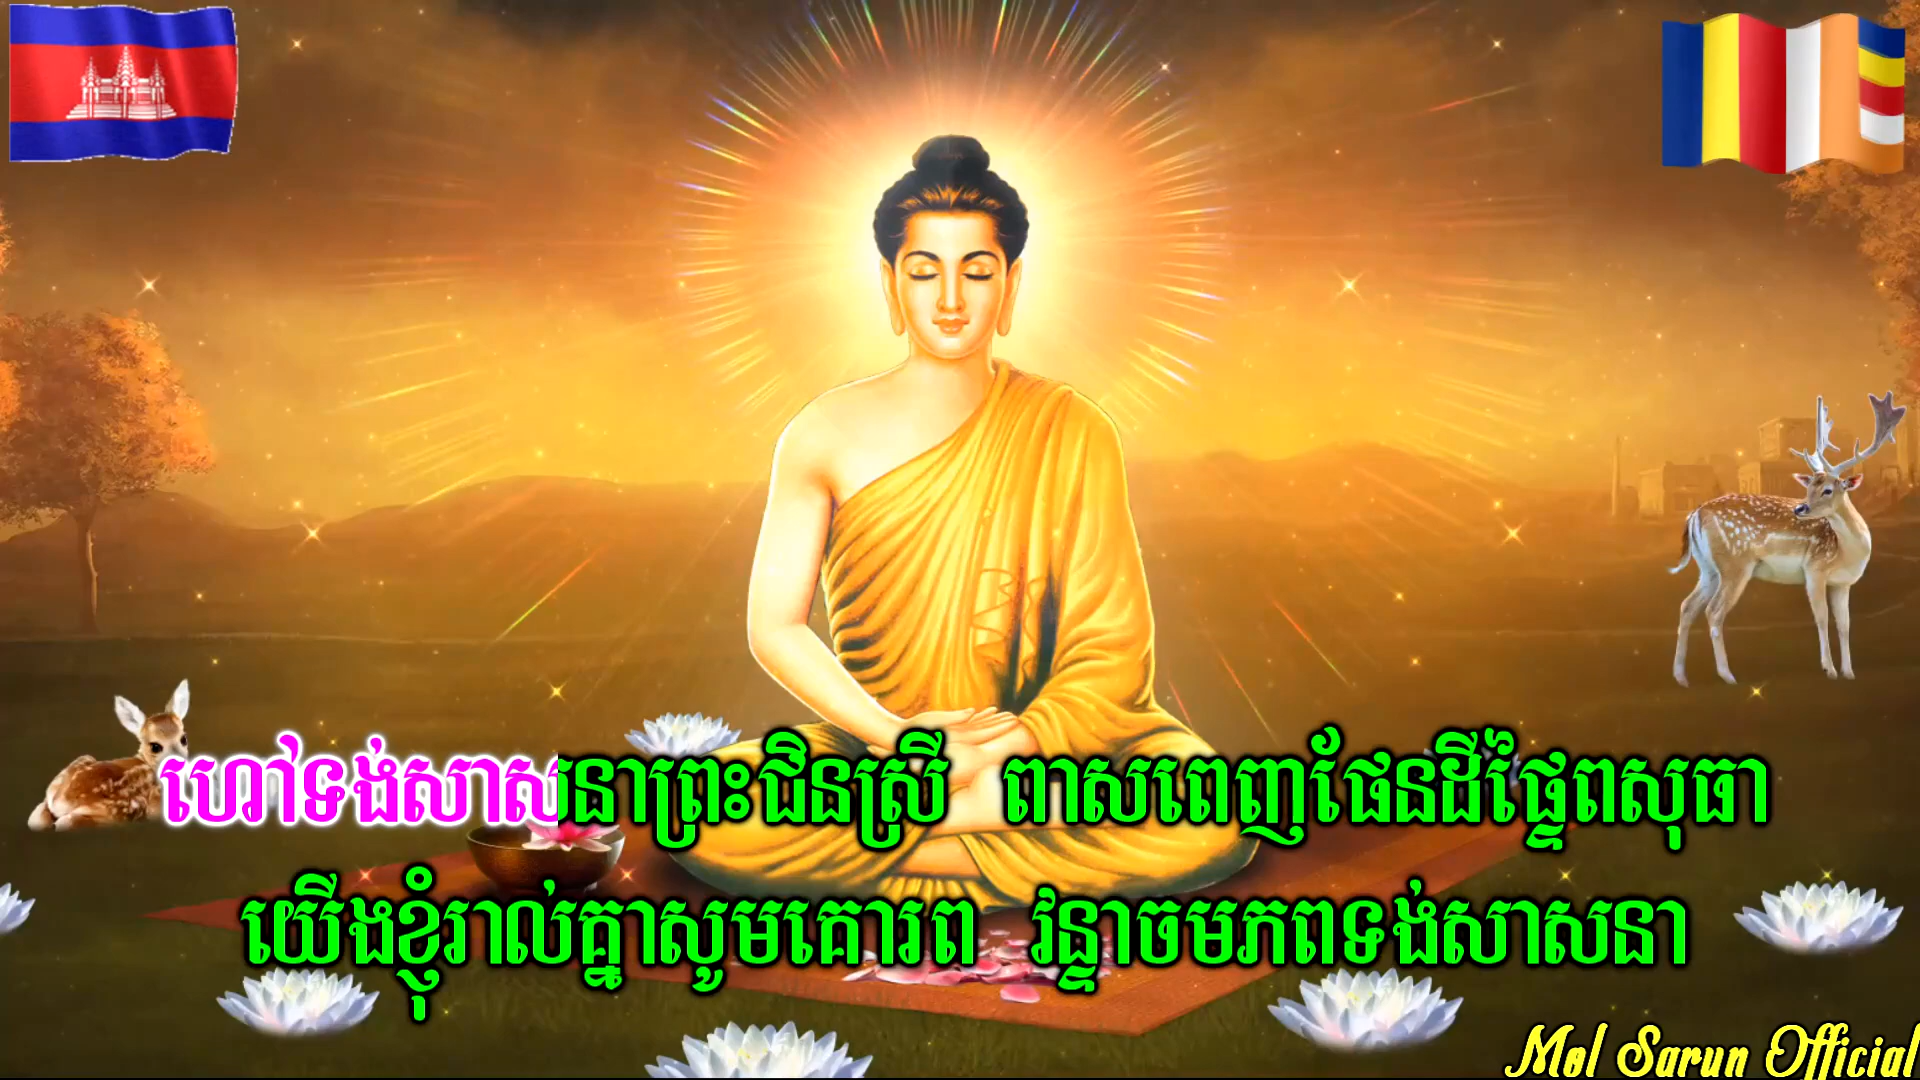 ហៅទង់សាសនាព្រះជិនស្រី ពាសពេញផែនដីផ្ទៃពសុធា
យើងខ្ញុំរាល់គ្នាសូមគោរព វន្ទាចមភពទង់សាសនា
Mol Sarun Official